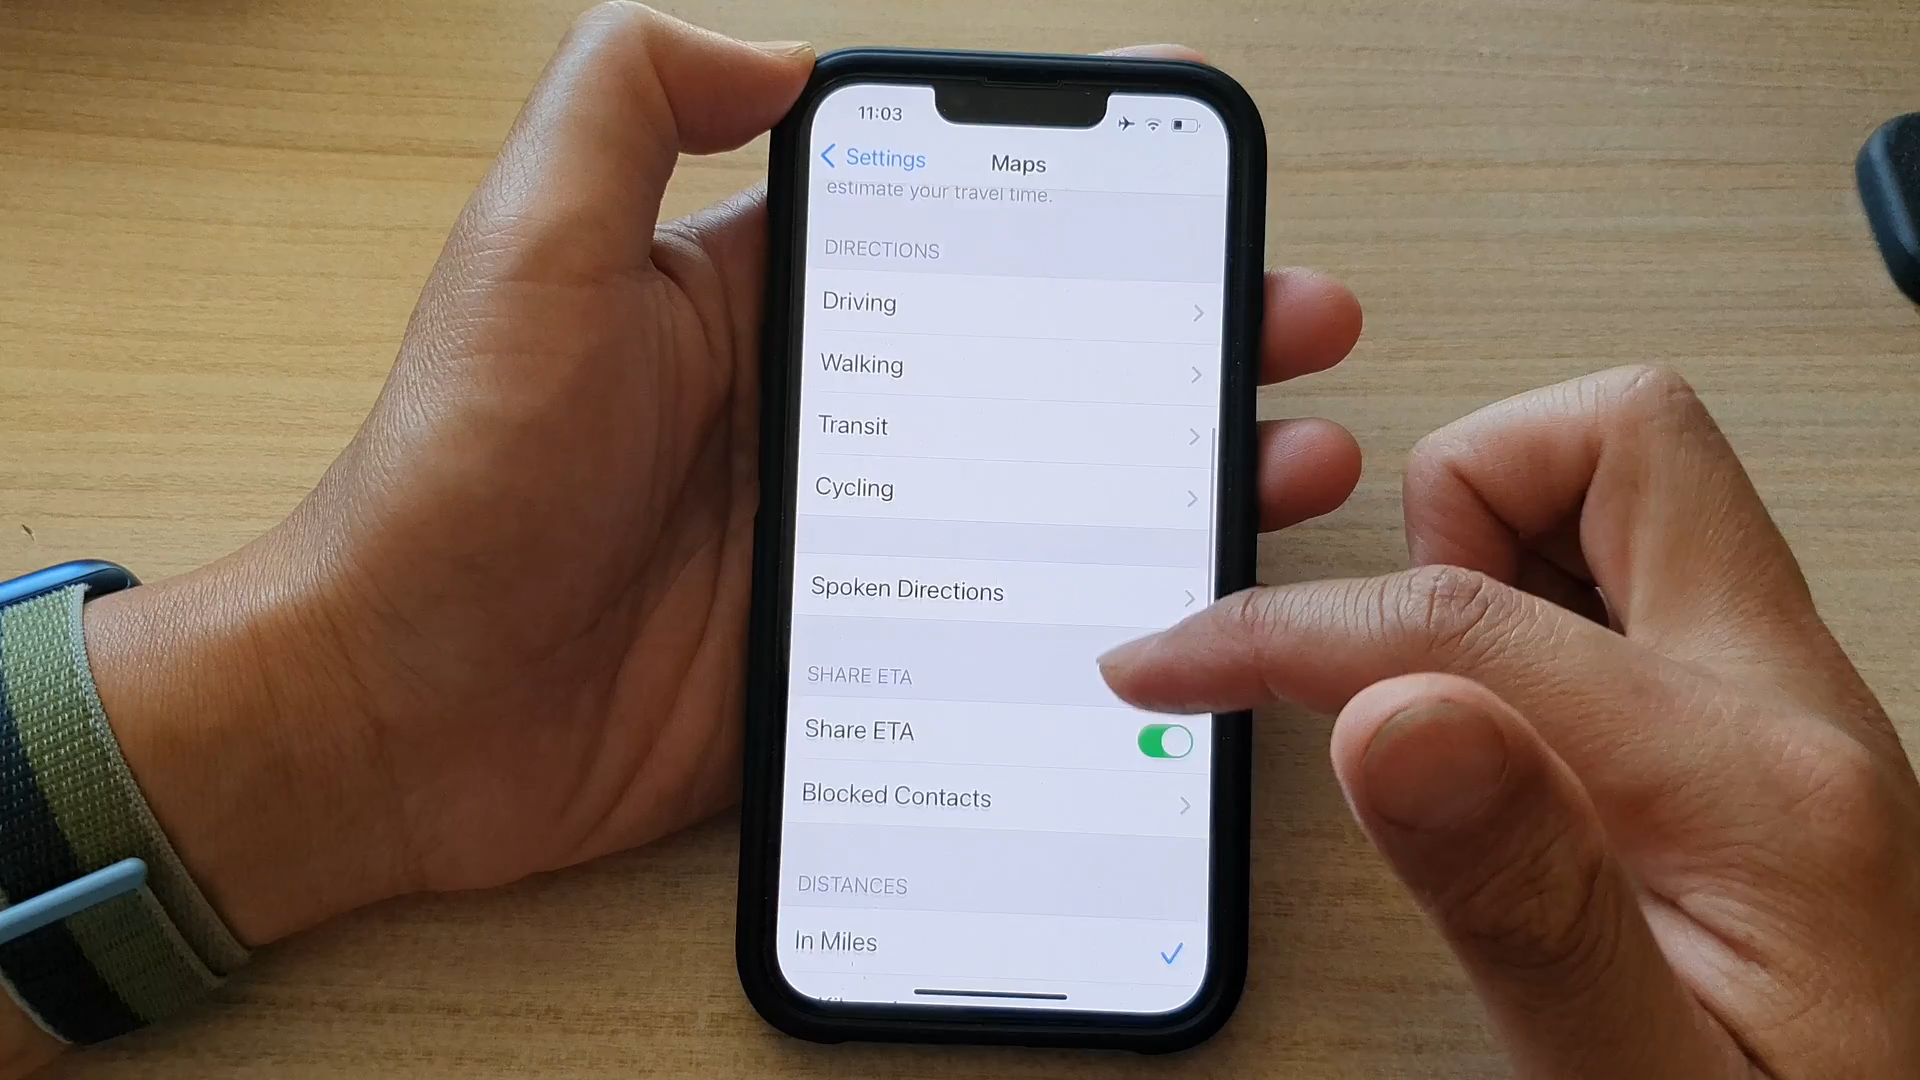 11:03
Settings
Maps
estimate your travel time.
DIRECTIONS
Driving
Walking
Transit
Cycling
Spoken Directions
SHARE ETA
Share ETA
Blocked Contacts
DISTANCES
In Miles